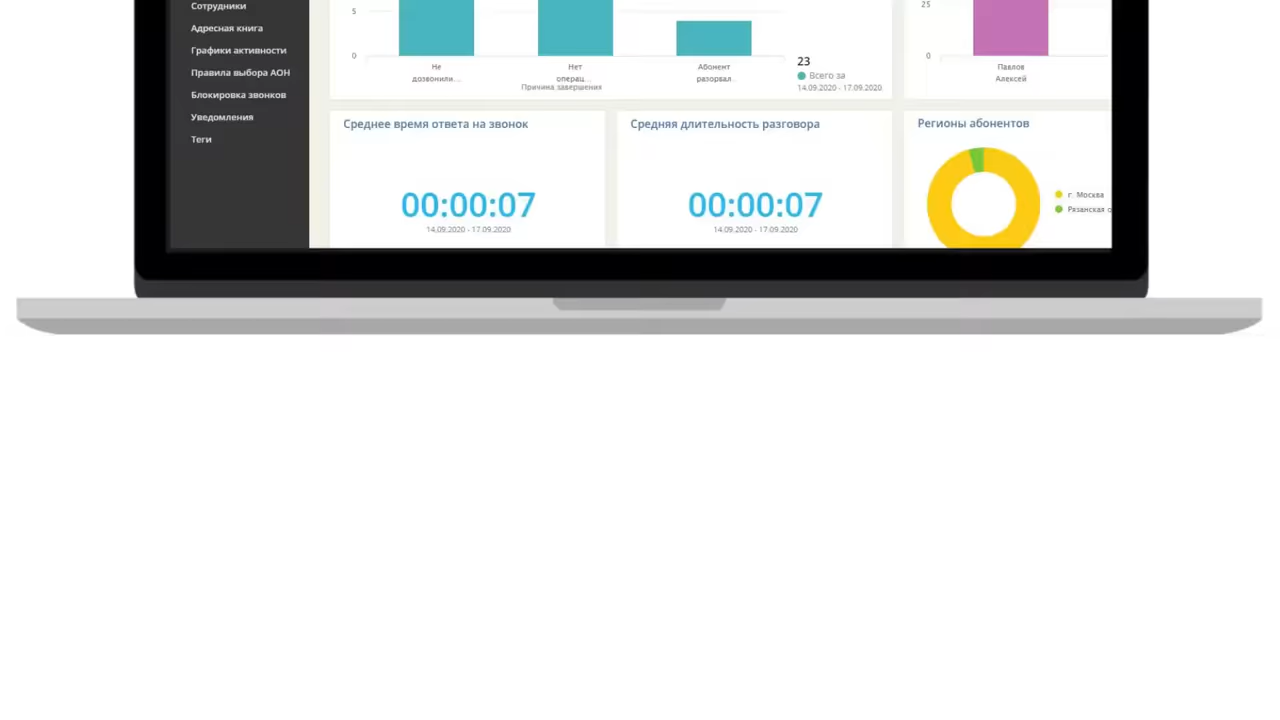 Сотрудники
Адресная книга
Графики активности
Правила выбора АОН
Блокировка звонков
Уведомления
Теги
5
0
Не
дозвонили...
Нет
операц...
Абонент
разорвал
Причина завершения
23
Всего за
14.09.2020 - 17.09.2020
25
0
Павлов
Алексей
Среднее время ответа на звонок
00:00:07
14.09.2020 - 17.09.2020
Средняя длительность разговора
00:00:07
14.09.2020 - 17.09.2020
Регионы абонентов
г. Москва
Рязанская о